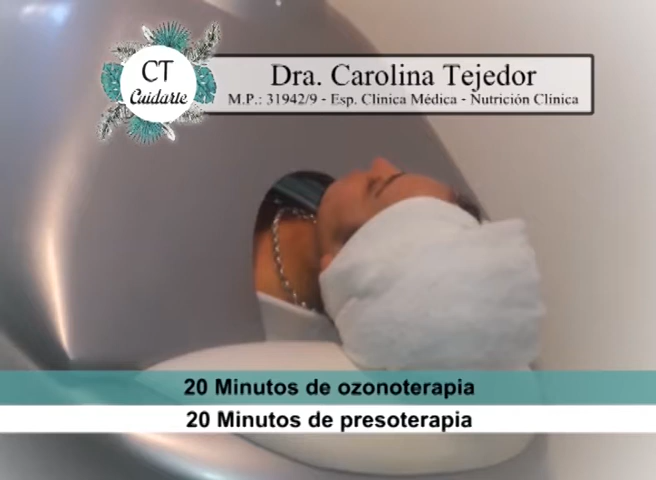 CT
Cuidarte
Dra. Carolina Tejedor
M.P.: 31942/9 - Esp. Clínica Médica - Nutrición Clínica
20 Minutos de ozonoterapia
20 Minutos de presoterapia